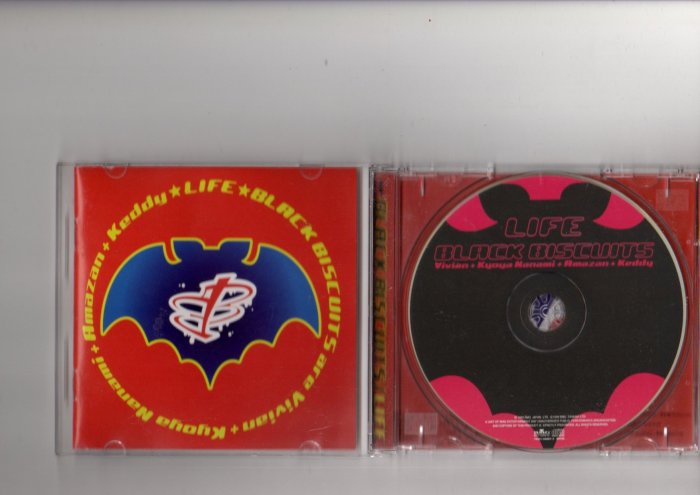 Amazan + Keddy★LIFE★BLACK BISCUITS are Vivian + Kyoya Nanami +
BLACK BISCUITS LIFE
LIFE
BLACK BISCUITS
Vivian + Kyoya Nanami + Amazan + Keddy